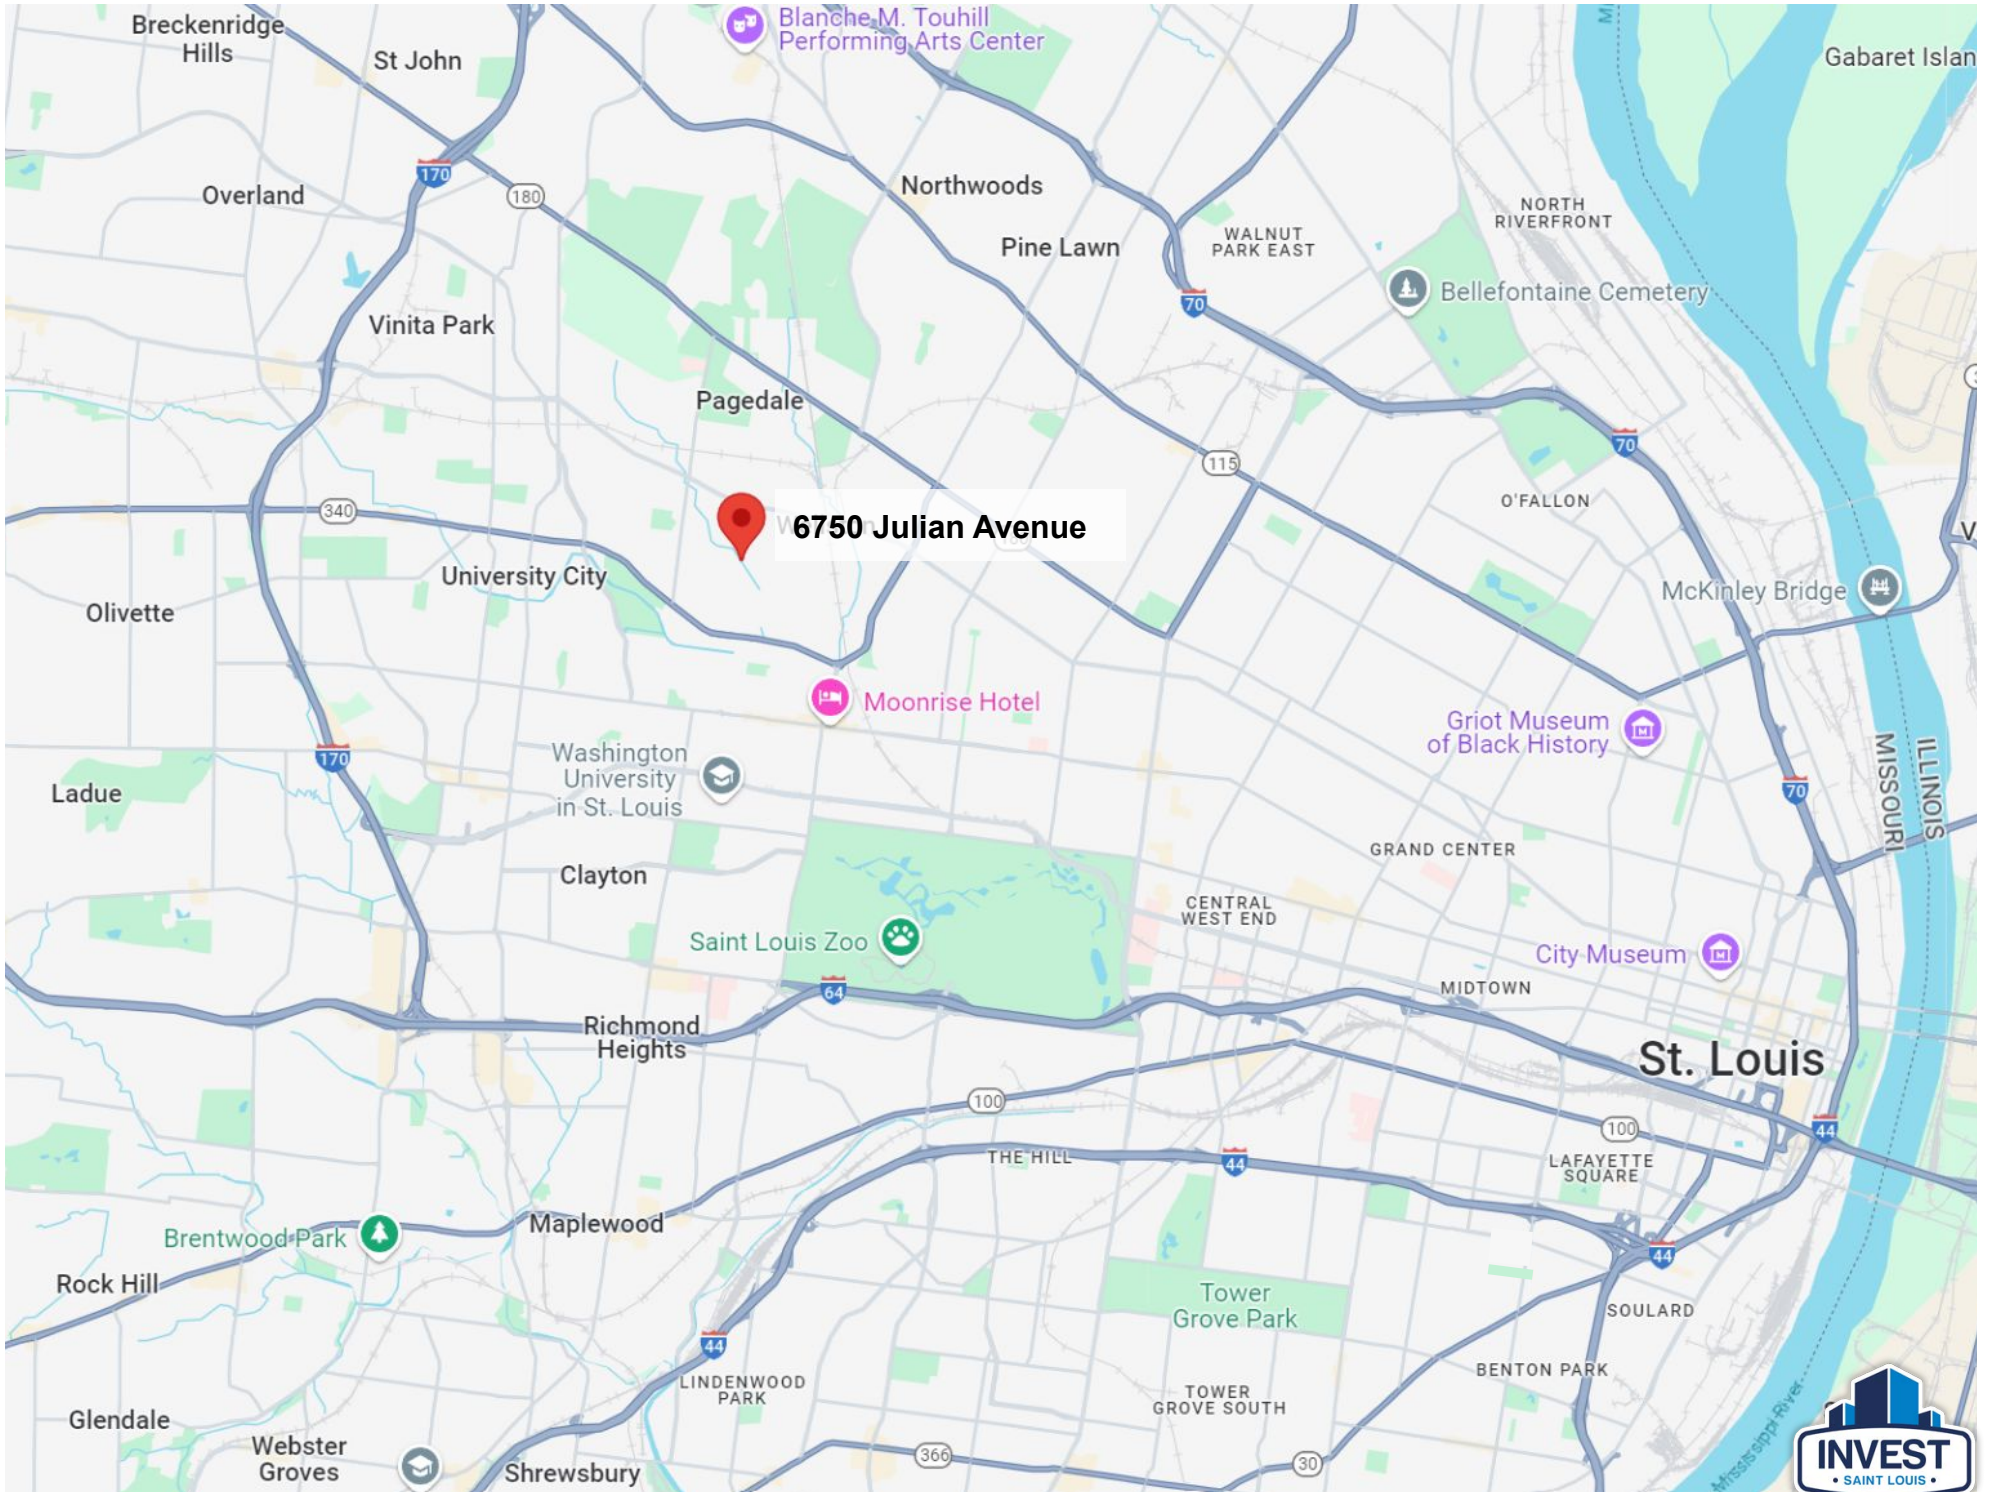 Breckenridge
Hills
St John
Blanche M. Touhill
Performing Arts Center
Gabaret Islan
170
180
Overland
Northwoods
NORTH
RIVERFRONT
Pine Lawn
WALNUT
PARK EAST
70
Bellefontaine Cemetery
Vinita Park
Pagedale
70
115
340
O'FALLON
6750 Julian Avenue
V
University City
McKinley Bridge
Olivette
Moonrise Hotel
Griot Museum
of Black History
Washington
University
in St. Louis
170
ILLINOIS
MISSOURI
Ladue
70
GRAND CENTER
Clayton
CENTRAL
WEST END
Saint Louis Zoo
City Museum
64
MIDTOWN
Richmond
Heights
St. Louis
100
100
44
THE HILL
44
LAFAYETTE
SQUARE
Maplewood
Brentwood Park
44
Rock Hill
Tower
Grove Park
SOULARD
44
LINDENWOOD
PARK
BENTON PARK
TOWER
GROVE SOUTH
Glendale
Mississippi River
Webster
Groves
Shrewsbury
366
30
INVEST
• SAINT LOUIS •